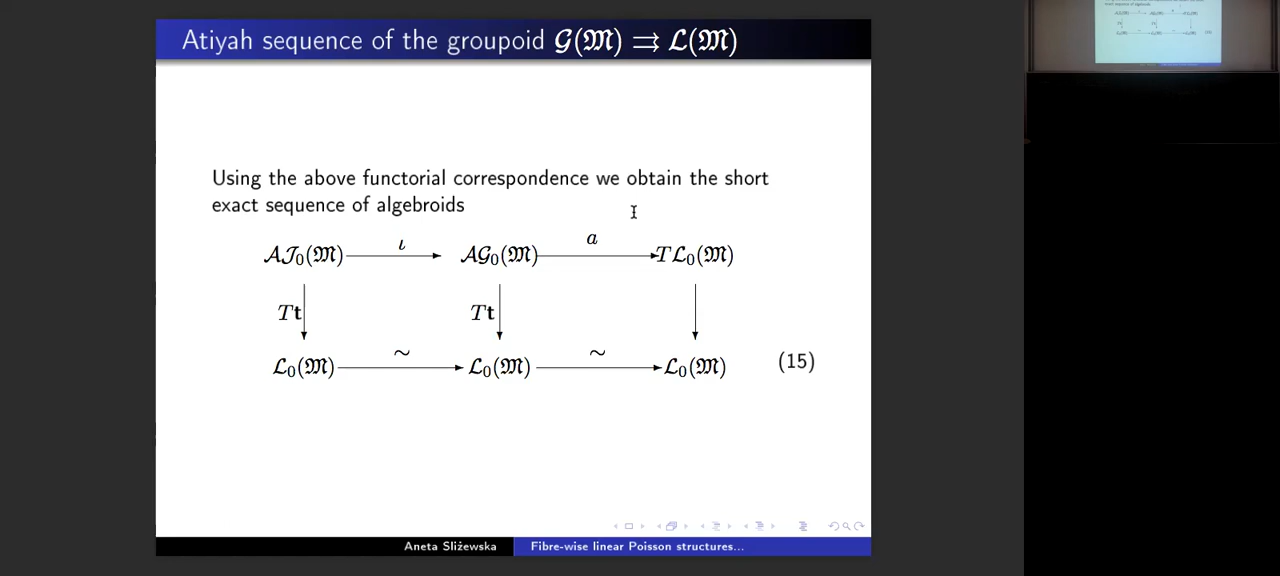 Atiyah sequence of the groupoid 𝒢(𝔐) ⇉ ℒ(𝔐)
Using the above functorial correspondence we obtain the short
exact sequence of algebroids
ι a
A𝒥₀(𝔐) A𝒢₀(𝔐) Tℒ₀(𝔐)
T𝐭 T𝐭
∼ ∼
ℒ₀(𝔐) ℒ₀(𝔐) ℒ₀(𝔐) (15)
Aneta Sliżewska Fibre-wise linear Poisson structures...